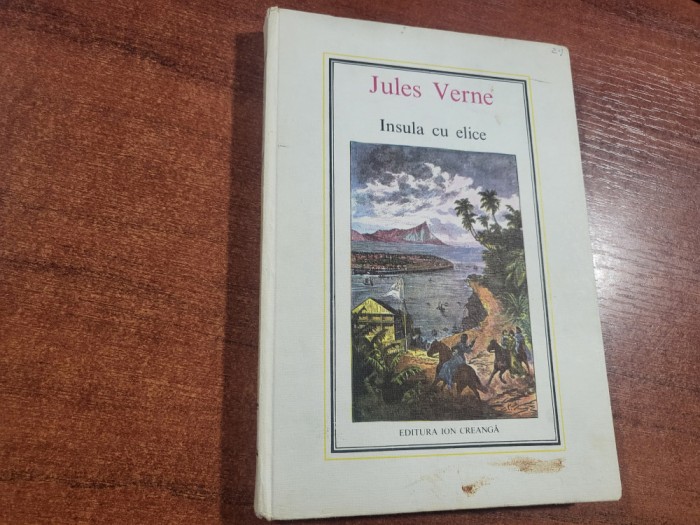 Jules Verne
Insula cu elice
EDITURA ION CREANGĂ